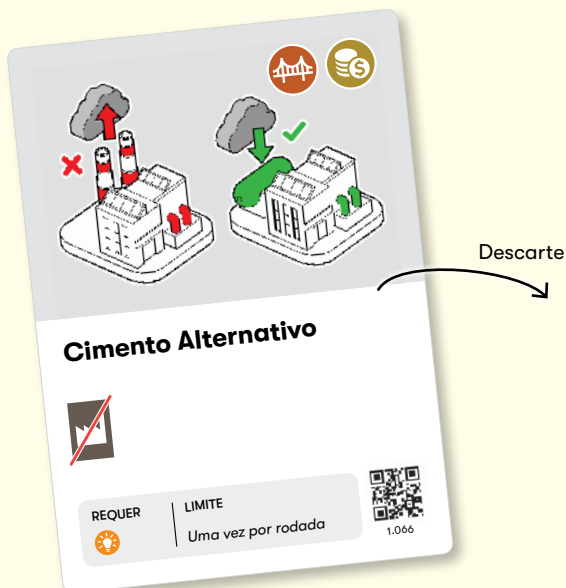 Descarte
Cimento Alternativo
REQUER
LIMITE
Uma vez por rodada
1.066